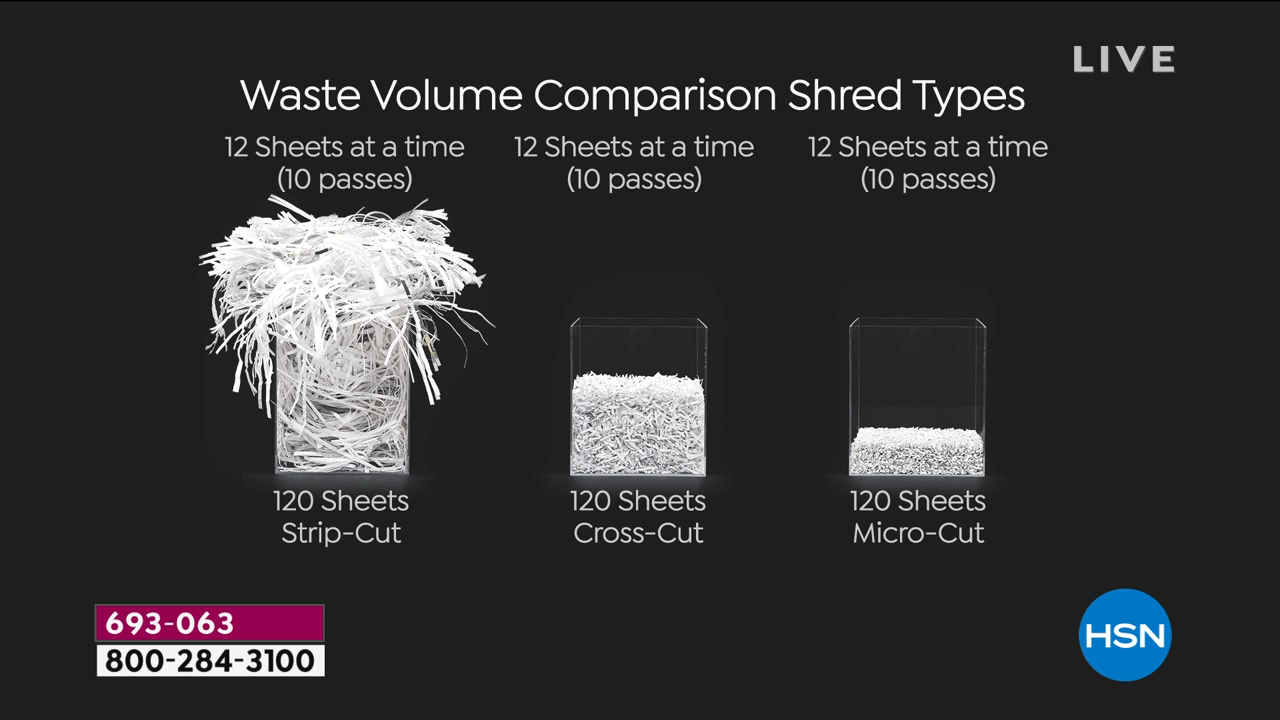 LIVE
Waste Volume Comparison Shred Types
12 Sheets at a time
(10 passes)
12 Sheets at a time
(10 passes)
12 Sheets at a time
(10 passes)
120 Sheets
Strip-Cut
120 Sheets
Cross-Cut
120 Sheets
Micro-Cut
693-063
800-284-3100
HSN